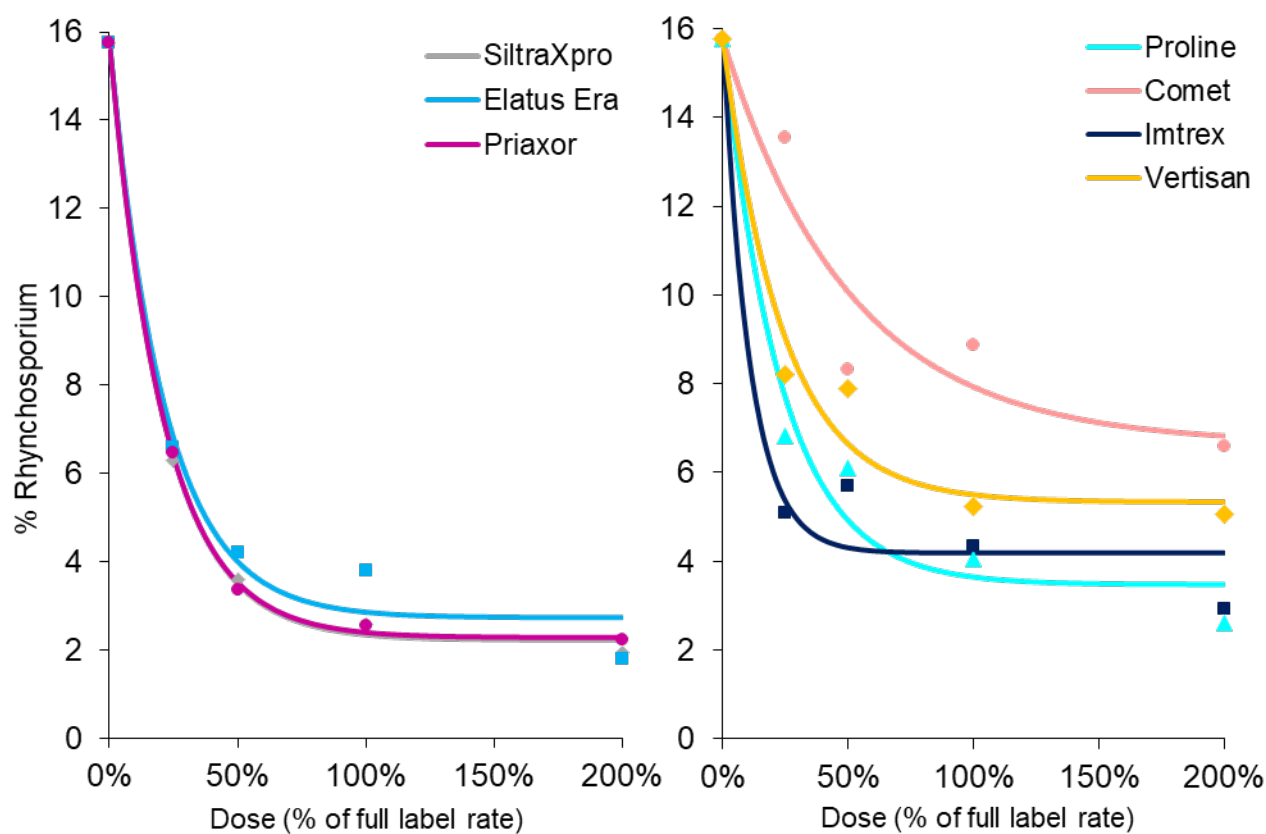 16
14
12
10
8
6
4
2
0
% Rhynchosporium
SiltraXpro
Elatus Era
Priaxor
0%
50%
100%
150%
200%
Dose (% of full label rate)
16
14
12
10
8
6
4
2
0
Proline
Comet
Imtrex
Vertisan
0%
50%
100%
150%
200%
Dose (% of full label rate)